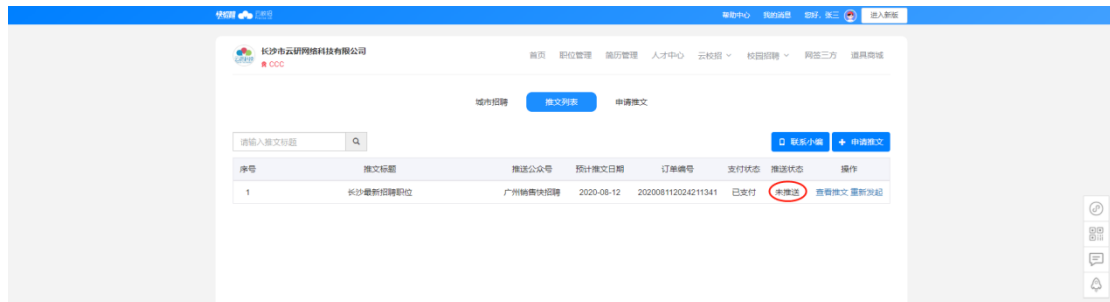 快招聘 云校招 帮助中心 我的消息 您好，张三 进入新版
长沙市云研网络科技有限公司
CCC
首页 职位管理 简历管理 人才中心 云校招 校园招聘 网签三方 道具商城
城市招聘 推文列表 申请推文
请输入推文标题 联系小编 + 申请推文
序号 推文标题 推送公众号 预计推文日期 订单编号 支付状态 推送状态 操作
1 长沙最新招聘职位 广州销售快招聘 2020-08-12 202008112024211341 已支付 未推送 查看推文 重新发起